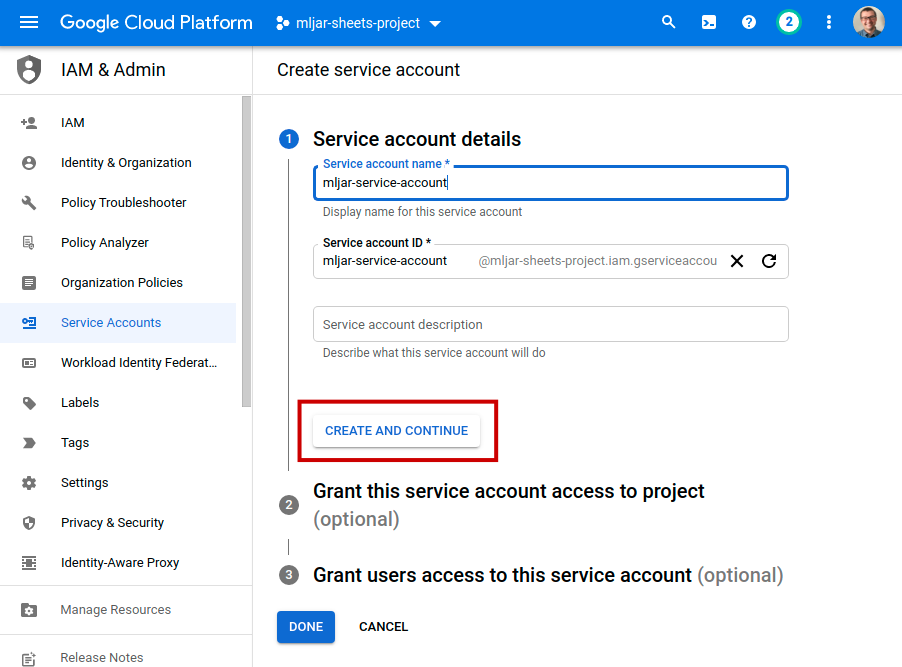 Google Cloud Platform
mljar-sheets-project
2
IAM & Admin
IAM
Identity & Organization
Policy Troubleshooter
Policy Analyzer
Organization Policies
Service Accounts
Workload Identity Federat...
Labels
Tags
Settings
Privacy & Security
Identity-Aware Proxy
Manage Resources
Release Notes
Create service account
1 Service account details
Service account name *
mljar-service-account
Display name for this service account
Service account ID *
mljar-service-account @mljar-sheets-project.iam.gserviceaccou
Service account description
Describe what this service account will do
CREATE AND CONTINUE
2 Grant this service account access to project
(optional)
3 Grant users access to this service account (optional)
DONE CANCEL